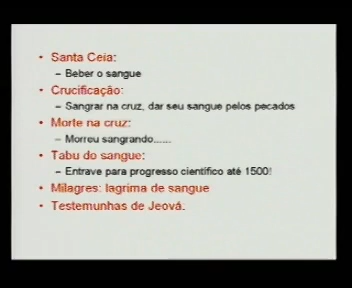 • Santa Ceia:
– Beber o sangue
• Crucificação:
– Sangrar na cruz, dar seu sangue pelos pecados
• Morte na cruz:
– Morreu sangrando......
• Tabu do sangue:
– Entrave para progresso científico até 1500!
• Milagres: lagrima de sangue
• Testemunhas de Jeová.